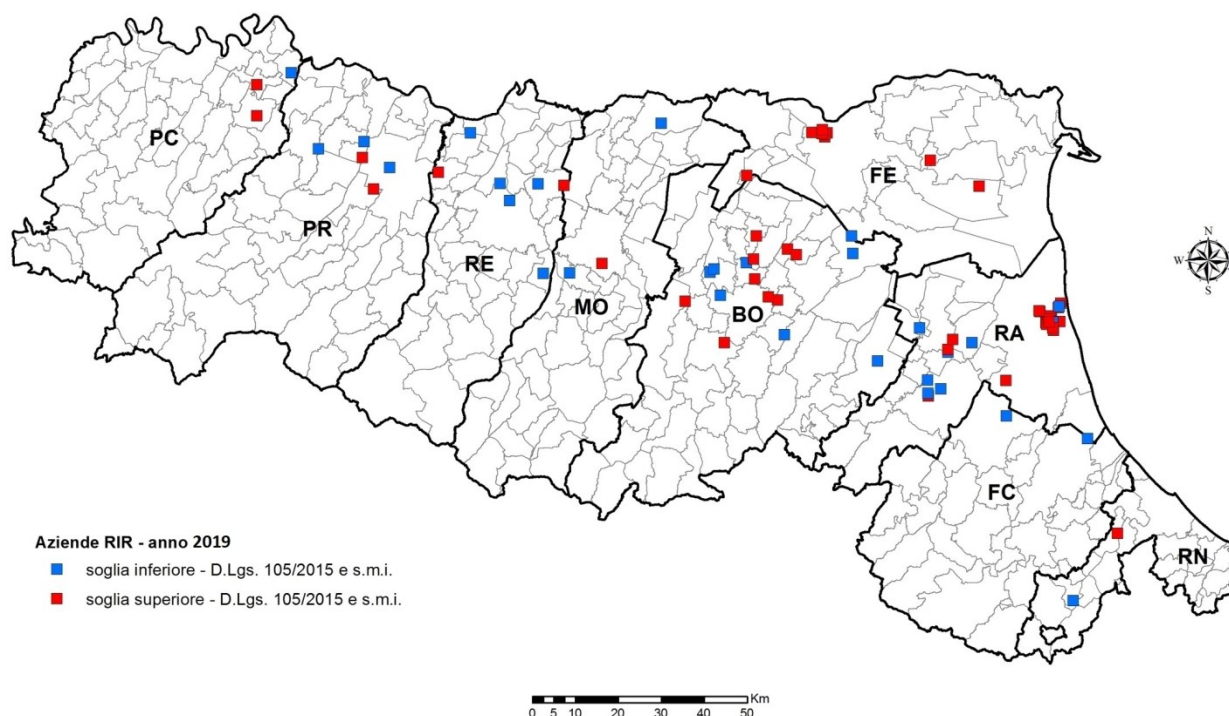 PC
PR
RE
MO
BO
FE
RA
FC
RN
N
W
E
S
Aziende RIR - anno 2019
soglia inferiore - D.Lgs. 105/2015 e s.m.i.
soglia superiore - D.Lgs. 105/2015 e s.m.i.
Km
0 5 10 20 30 40 50